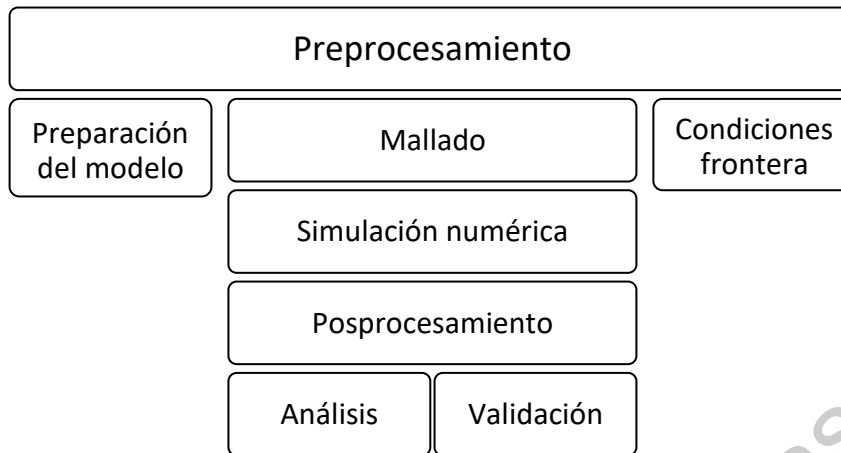 Preprocesamiento
Preparación
del modelo
Mallado
Condiciones
frontera
Simulación numérica
Posprocesamiento
Análisis
Validación